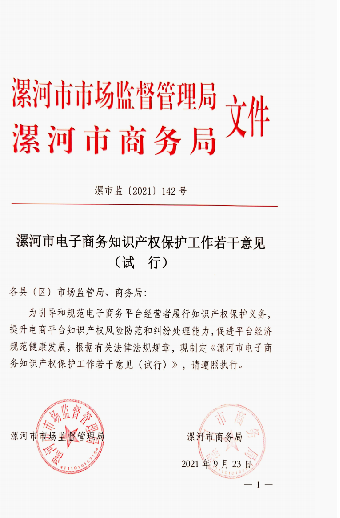 漯河市市场监督管理局
漯河市商务局
文件
漯市监〔2021〕142号
漯河市电子商务知识产权保护工作若干意见
（试 行）
各县（区）市场监管局、商务局：
为引导和规范电子商务平台经营者履行知识产权保护义务，
提升电商平台知识产权风险防范和纠纷处理能力，促进平台经济
规范健康发展，根据有关法律法规规章，现制定《漯河市电子商
务知识产权保护工作若干意见（试行）》，请遵照执行。
漯河市市场监督管理局
漯河市商务局
2021年9月23日
— 1 —